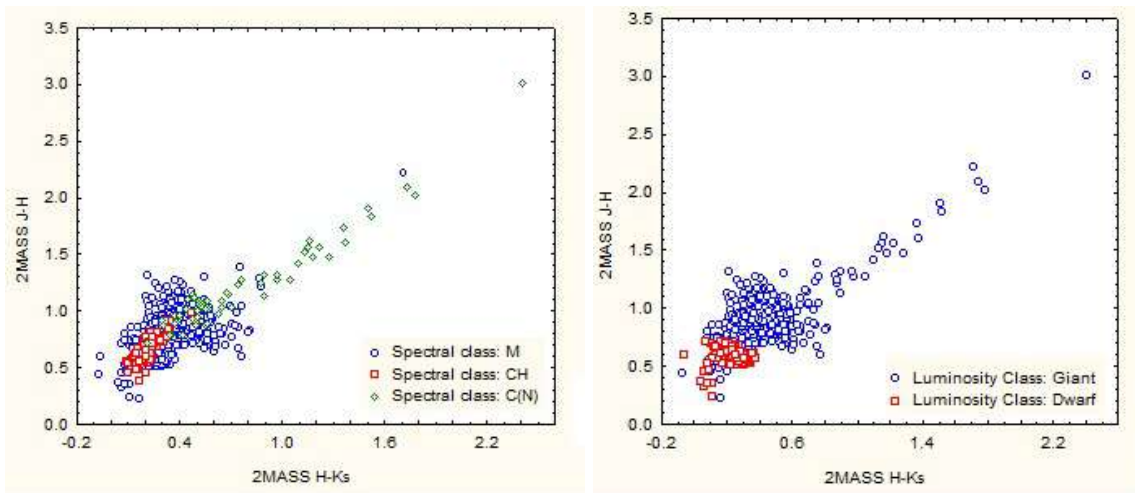 3.5
3.0
2.5
2.0
1.5
1.0
0.5
0.0
2MASS J-H
-0.2 0.4 1.0 1.6 2.2
2MASS H-Ks
Spectral class: M
Spectral class: CH
Spectral class: C(N)
3.5
3.0
2.5
2.0
1.5
1.0
0.5
0.0
2MASS J-H
-0.2 0.6 1.4 2.2
2MASS H-Ks
Luminosity Class: Giant
Luminosity Class: Dwarf